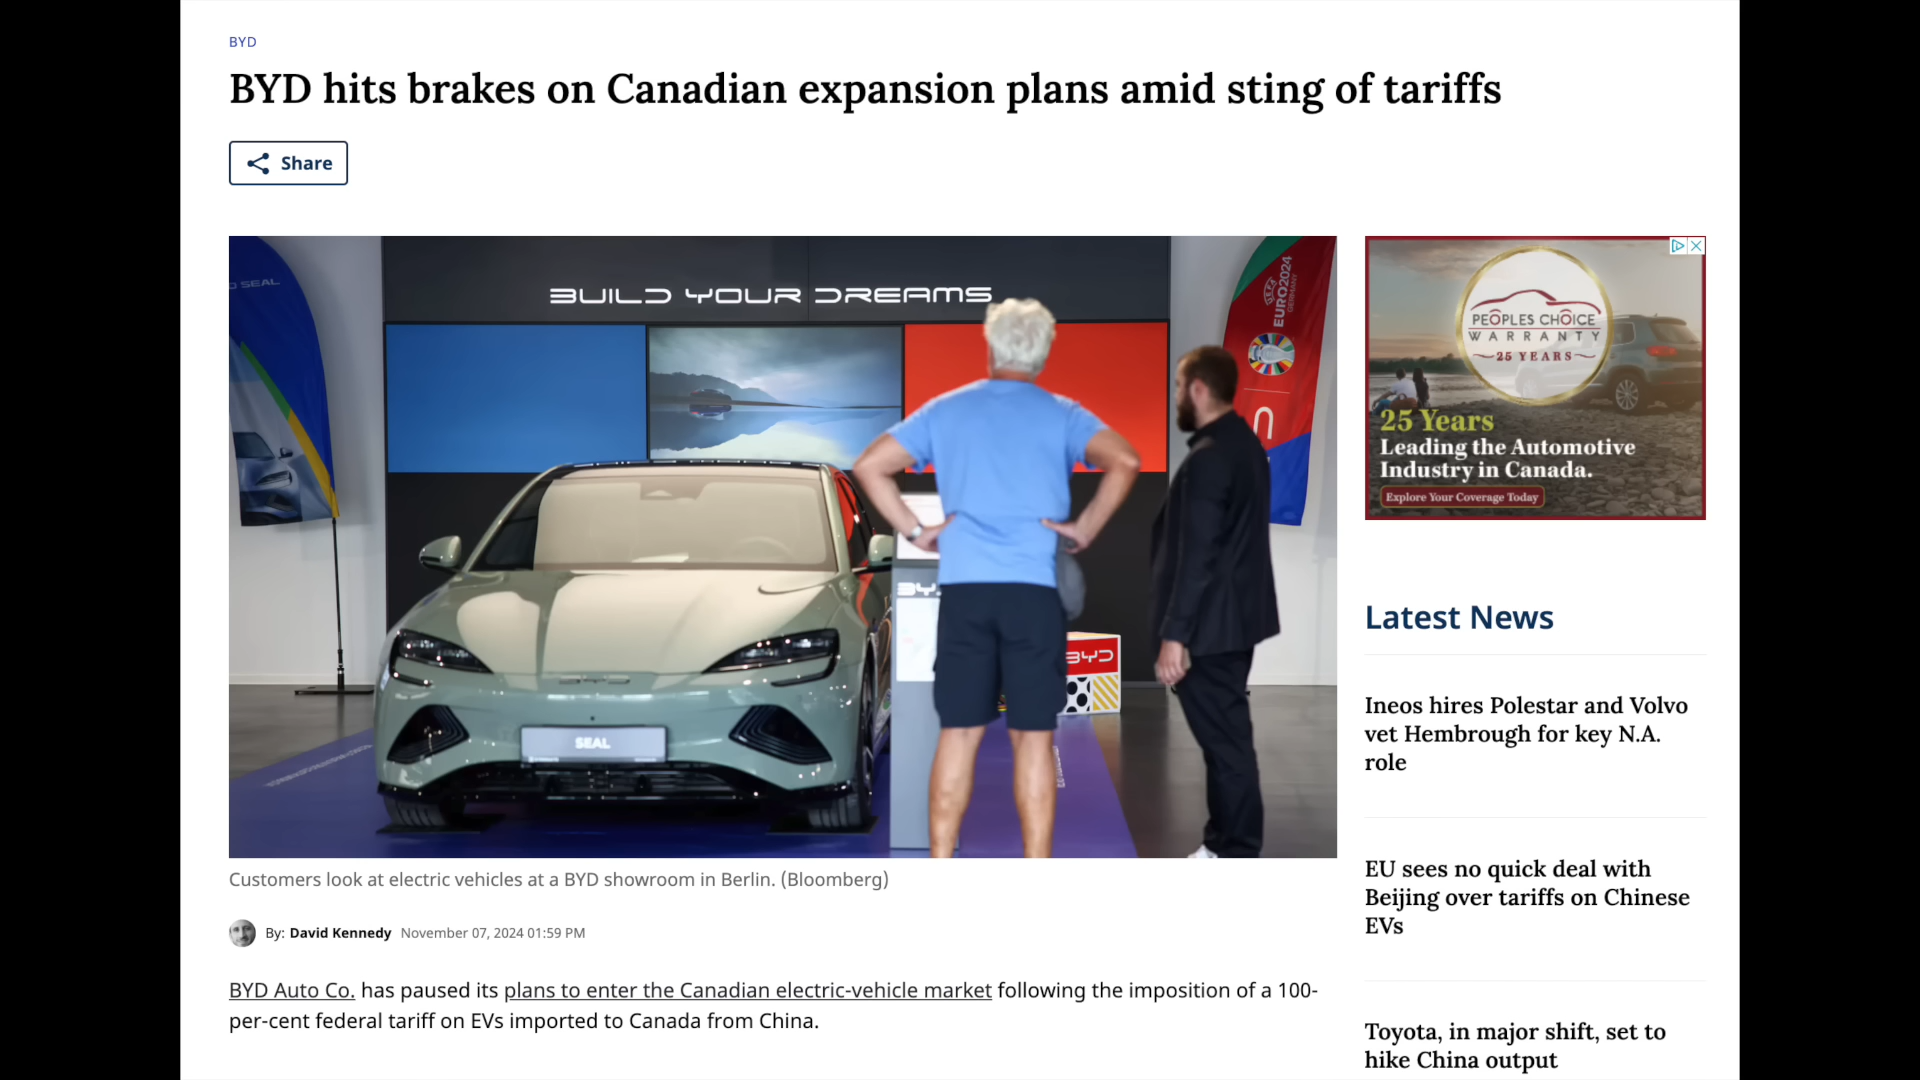 BYD
BYD hits brakes on Canadian expansion plans amid sting of tariffs
Share
BUILD YOUR DREAMS
SEAL
UEFA
EURO2024
GERMANY
BYD
SEAL
PEOPLES CHOICE
WARRANTY
25 YEARS
25 Years
Leading the Automotive
Industry in Canada.
Explore Your Coverage Today
Customers look at electric vehicles at a BYD showroom in Berlin. (Bloomberg)
By: David Kennedy November 07, 2024 01:59 PM
BYD Auto Co. has paused its plans to enter the Canadian electric-vehicle market following the imposition of a 100-
per-cent federal tariff on EVs imported to Canada from China.
Latest News
Ineos hires Polestar and Volvo
vet Hembrough for key N.A.
role
EU sees no quick deal with
Beijing over tariffs on Chinese
EVs
Toyota, in major shift, set to
hike China output